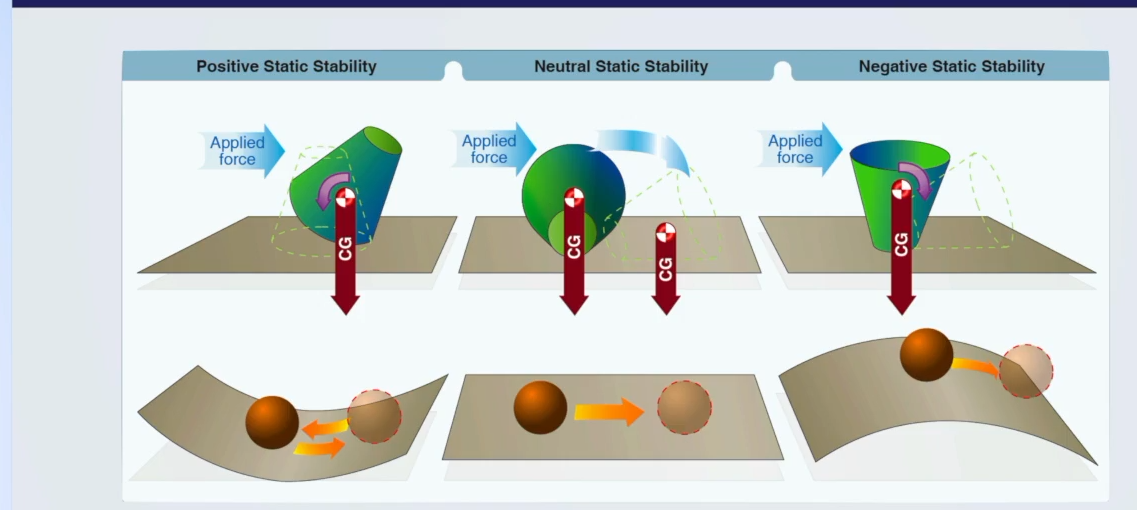 Positive Static Stability
Neutral Static Stability
Negative Static Stability
Applied
force
Applied
force
Applied
force
CG
CG
CG
CG